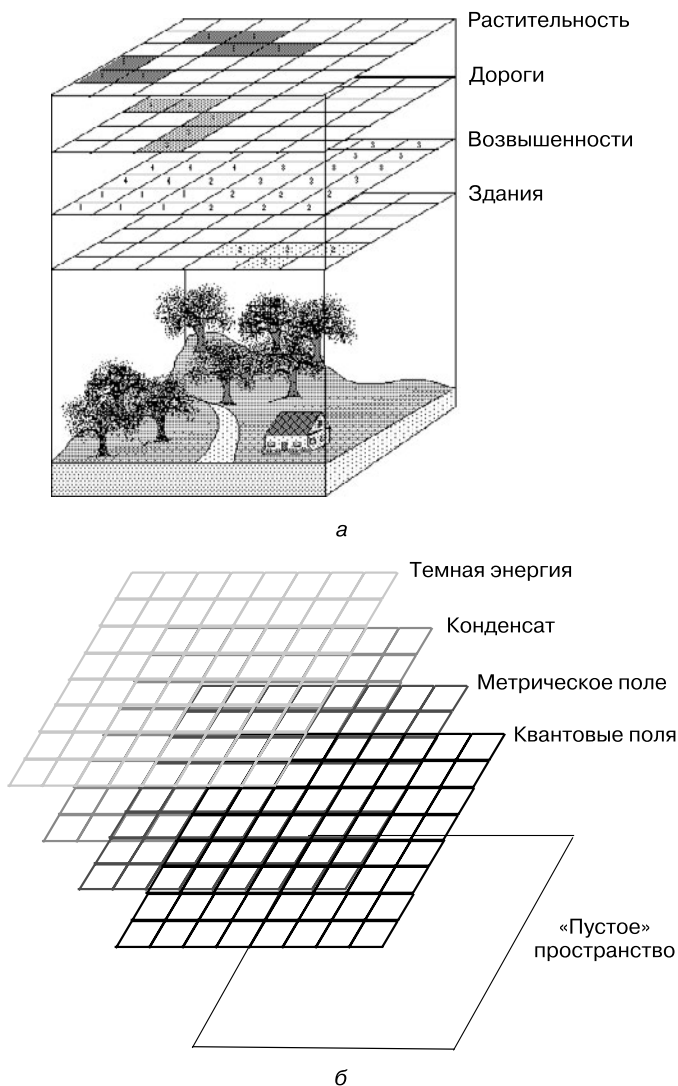 Растительность
Дороги
Возвышенности
Здания
а
Темная энергия
Конденсат
Метрическое поле
Квантовые поля
«Пустое»
пространство
б